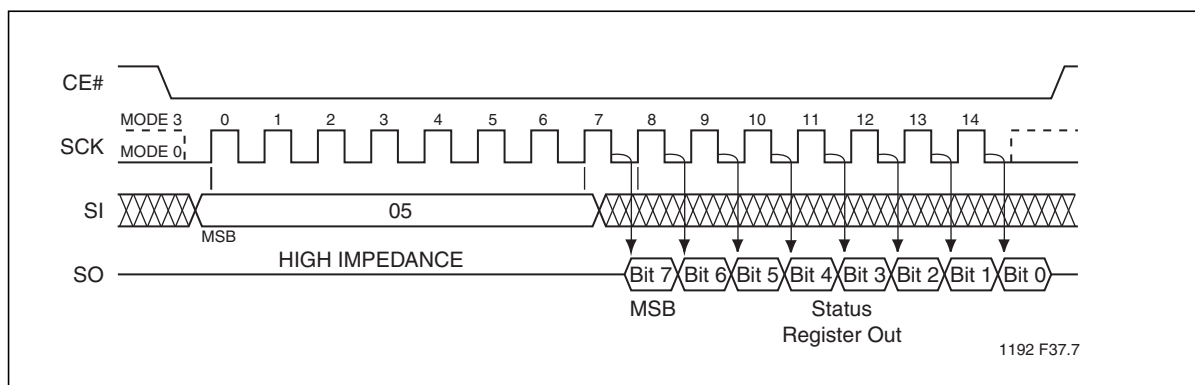 CE#
MODE 3 0 1 2 3 4 5 6 7 8 9 10 11 12 13 14
SCK
MODE 0
SI 05
MSB
HIGH IMPEDANCE
SO Bit 7 Bit 6 Bit 5 Bit 4 Bit 3 Bit 2 Bit 1 Bit 0
MSB Status
Register Out
1192 F37.7